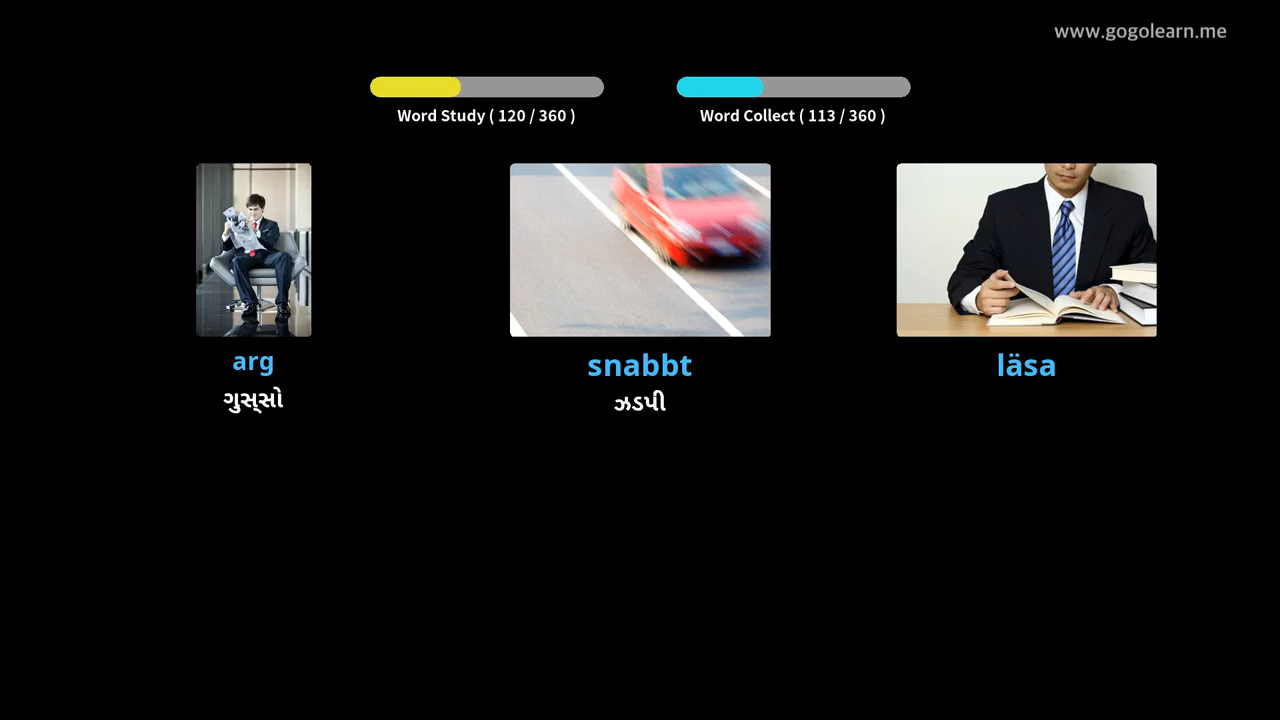 www.gogolearn.me
Word Study ( 120 / 360 )
Word Collect ( 113 / 360 )
arg
snabbt
läsa
ગુસ્સો
ઝડપી